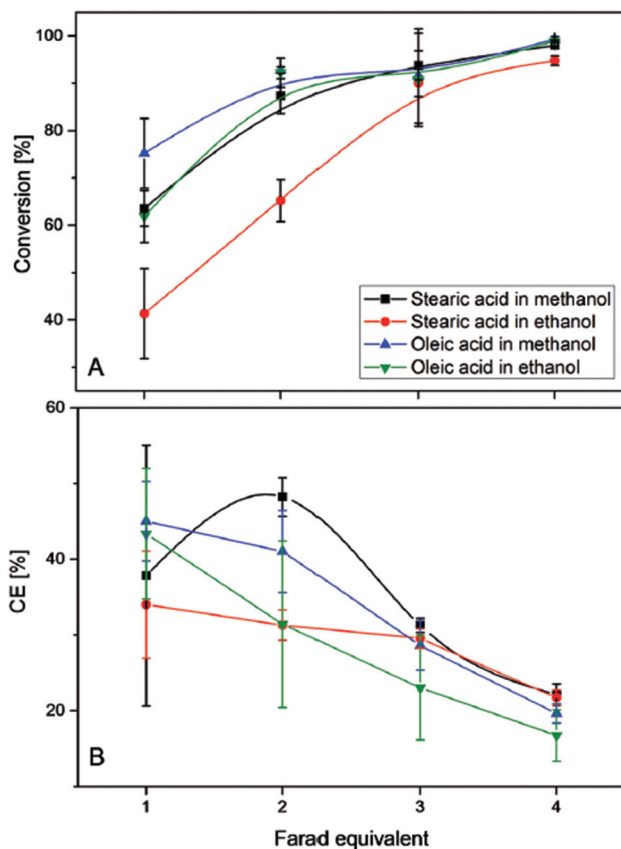 100
80
60
40
Conversion [%]
A
Stearic acid in methanol
Stearic acid in ethanol
Oleic acid in methanol
Oleic acid in ethanol
60
40
20
CE [%]
B
1 2 3 4
Farad equivalent